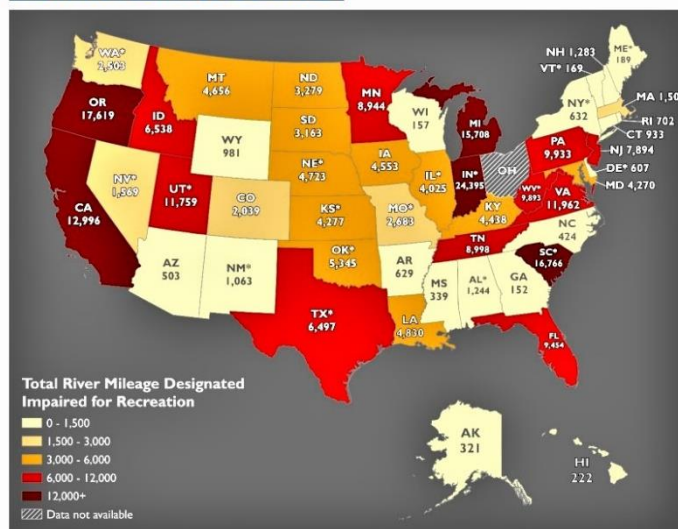 WA*
2,503
MT
4,656
ND
3,279
MN
8,944
NH 1,283
VT* 169
ME*
189
OR
17,619
ID
6,538
WY
981
SD
3,163
WI
157
MI
15,708
NY*
632
MA 1,50
RI 702
CT 933
NJ 7,894
PA
9,933
NE*
4,723
IA
4,553
IL*
4,025
IN*
24,395
OH
DE* 607
MD 4,270
NV*
1,569
UT*
11,759
CO
2,039
KS*
4,277
MO*
2,683
KY
4,438
WV*
9,893
VA
11,962
CA
12,996
AZ
503
NM*
1,063
OK*
5,345
AR
629
TN
8,998
NC
424
SC*
16,766
TX*
6,497
LA
4,830
MS
339
AL*
1,244
GA
152
FL
9,454
Total River Mileage Designated
Impaired for Recreation
0 - 1,500
1,500 - 3,000
3,000 - 6,000
6,000 - 12,000
12,000+
Data not available
AK
321
HI
222